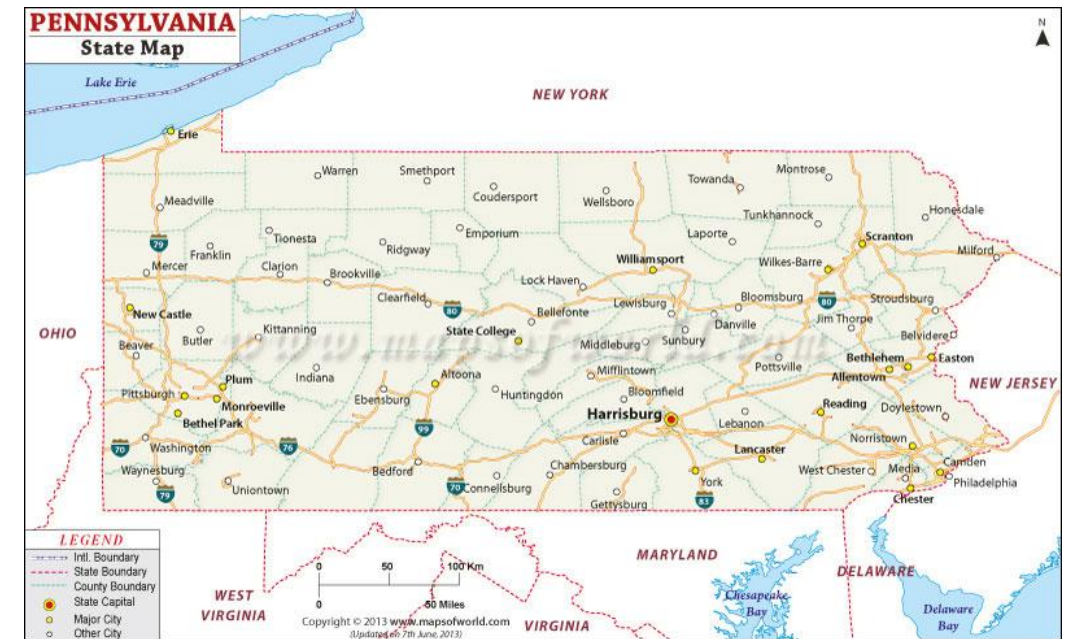 PENNSYLVANIA
State Map
N
Lake Erie
NEW YORK
Erie
Warren
Smethport
Coudersport
Wellsboro
Towanda
Montrose
Meadville
Honesdale
Tunkhannock
Tionesta
Emporium
Laporte
Scranton
79
Franklin
Ridgway
Milford
Williamsport
Wilkes-Barre
Mercer
Clarion
Brookville
Lock Haven
Clearfield
80
Lewisburg
Bloomsburg
80
Stroudsburg
New Castle
Bellefonte
Danville
Jim Thorpe
OHIO
Kittanning
State College
Belvidere
Butler
Beaver
www.mapsofworld.com
Middleburg
Sunbury
Bethlehem
Easton
Pottsville
Plum
Indiana
Altoona
Mifflintown
Allentown
NEW JERSEY
Pittsburgh
Ebensburg
Huntingdon
Bloomfield
Monroeville
Reading
Doylestown
Bethel Park
Harrisburg
Lebanon
99
Carlisle
Norristown
70
Washington
76
Lancaster
Waynesburg
Bedford
Chambersburg
West Chester
Media
Camden
79
Uniontown
70
Connellsburg
York
Philadelphia
Gettysburg
83
Chester
LEGEND
Intl. Boundary
State Boundary
County Boundary
State Capital
Major City
Other City
0 50 100 Km
0 50 Miles
WEST
VIRGINIA
MARYLAND
DELAWARE
Chesapeake
Bay
Delaware
Bay
VIRGINIA
Copyright © 2013 www.mapsofworld.com
(Updated on 7th June, 2013)